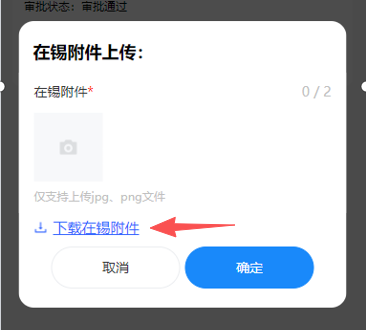 审批状态：审批通过
在锡附件上传：
在锡附件*
0 / 2
仅支持上传jpg、png文件
下载在锡附件
取消
确定